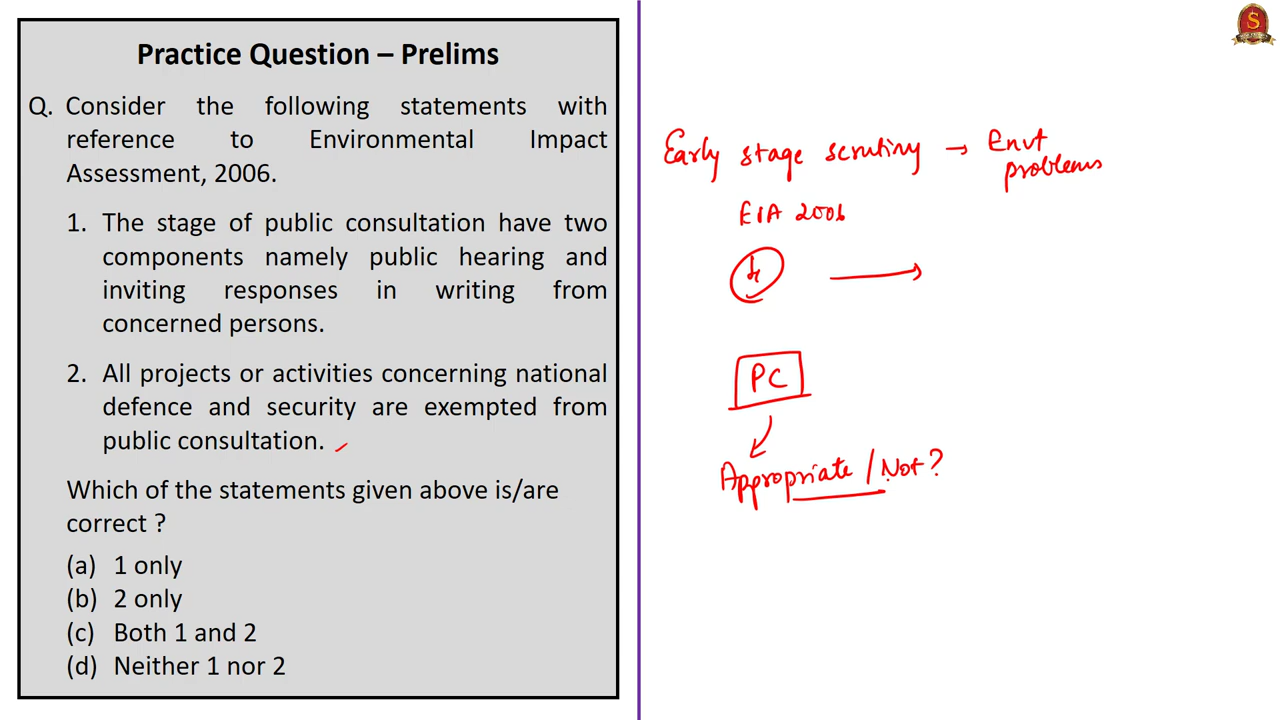 Practice Question – Prelims
Q. Consider the following statements with
reference to Environmental Impact
Assessment, 2006.
1. The stage of public consultation have two
components namely public hearing and
inviting responses in writing from
concerned persons.
2. All projects or activities concerning national
defence and security are exempted from
public consultation.
Which of the statements given above is/are
correct ?
(a) 1 only
(b) 2 only
(c) Both 1 and 2
(d) Neither 1 nor 2
Early stage scrutiny → Envt
problems
EIA 2006
PC
Appropriate / Not?